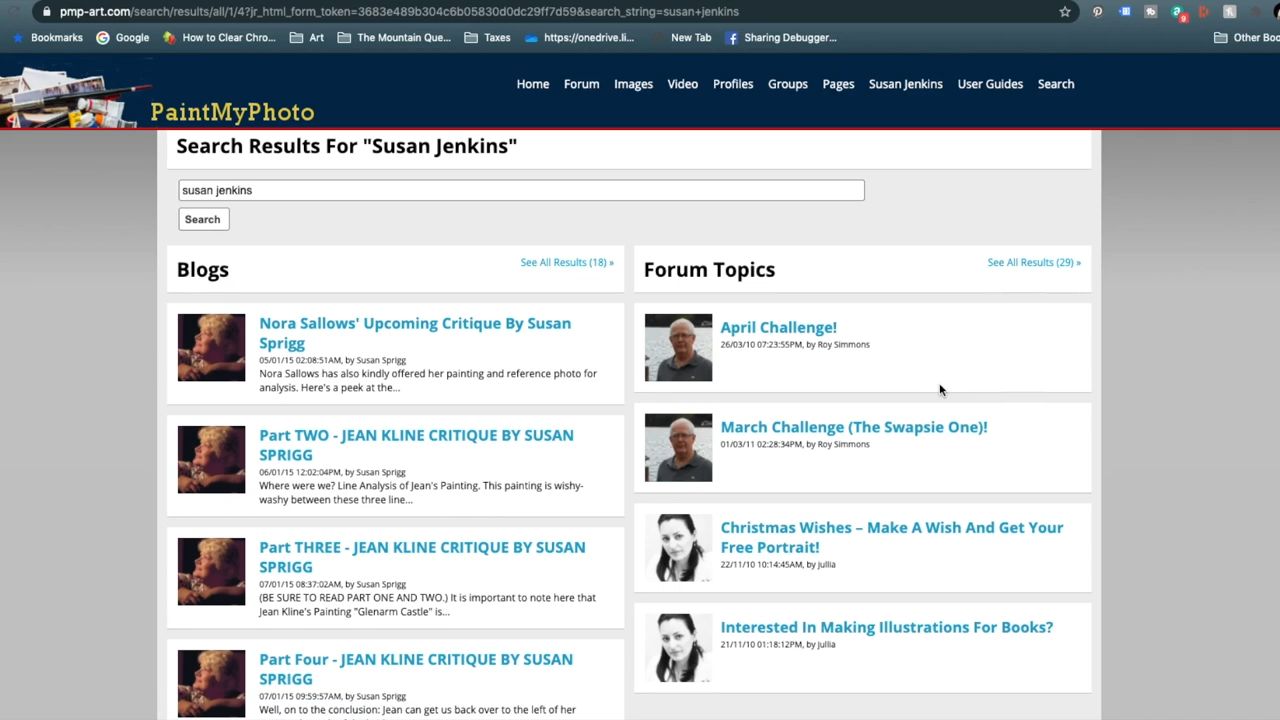 pmp-art.com/search/results/all/1/4?jr_html_form_token=3683e489b304c6b05830d0dc29ff7d59&search_string=susan+jenkins
Bookmarks Google How to Clear Chro... Art The Mountain Que... Taxes https://onedrive.li... New Tab Sharing Debugger... Other Boo
PaintMyPhoto
Home Forum Images Video Profiles Groups Pages Susan Jenkins User Guides Search
Search Results For "Susan Jenkins"
susan jenkins
Search
Blogs
See All Results (18) »
Nora Sallows' Upcoming Critique By Susan
Sprigg
05/01/15 02:08:51AM, by Susan Sprigg
Nora Sallows has also kindly offered her painting and reference photo for
analysis. Here's a peek at the...
Part TWO - JEAN KLINE CRITIQUE BY SUSAN
SPRIGG
06/01/15 12:02:04PM, by Susan Sprigg
Where were we? Line Analysis of Jean's Painting. This painting is wishy-
washy between these three line...
Part THREE - JEAN KLINE CRITIQUE BY SUSAN
SPRIGG
07/01/15 08:37:02AM, by Susan Sprigg
(BE SURE TO READ PART ONE AND TWO.) It is important to note here that
Jean Kline's Painting "Glenarm Castle" is...
Part Four - JEAN KLINE CRITIQUE BY SUSAN
SPRIGG
07/01/15 09:59:57AM, by Susan Sprigg
Well, on to the conclusion: Jean can get us back over to the left of her
Forum Topics
See All Results (29) »
April Challenge!
26/03/10 07:23:55PM, by Roy Simmons
March Challenge (The Swapsie One)!
01/03/11 02:28:34PM, by Roy Simmons
Christmas Wishes – Make A Wish And Get Your
Free Portrait!
22/11/10 10:14:45AM, by Jullia
Interested In Making Illustrations For Books?
21/11/10 01:18:12PM, by Jullia